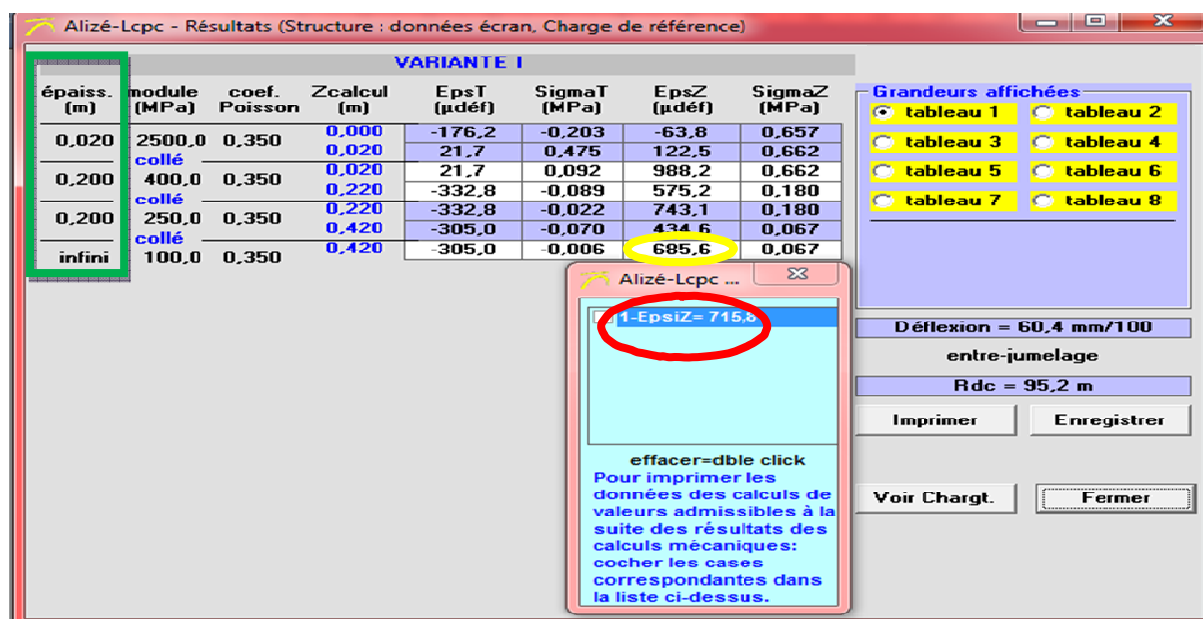 Alizé-Lcpc - Résultats (Structure : données écran, Charge de référence)
VARIANTE I
épaiss. (m) module (MPa) coef. Poisson Zcalcul (m) EpsT (µdéf) SigmaT (MPa) EpsZ (µdéf) SigmaZ (MPa)
0,000 -176,2 -0,203 -63,8 0,657
0,020 2500,0 0,350
0,020 21,7 0,475 122,5 0,662
collé
0,020 21,7 0,092 988,2 0,662
0,200 400,0 0,350
0,220 -332,8 -0,089 575,2 0,180
collé
0,220 -332,8 -0,022 743,1 0,180
0,200 250,0 0,350
0,420 -305,0 -0,070 434,6 0,067
collé
0,420 -305,0 -0,006 685,6 0,067
infini 100,0 0,350
Grandeurs affichées
tableau 1 tableau 2
tableau 3 tableau 4
tableau 5 tableau 6
tableau 7 tableau 8
Déflexion = 60,4 mm/100
entre-jumelage
Rdc = 95,2 m
Imprimer Enregistrer
Voir Chargt. Fermer
Alizé-Lcpc ...
1-EpsiZ= 715,8
effacer=dble click
Pour imprimer les
données des calculs de
valeurs admissibles à la
suite des résultats des
calculs mécaniques:
cocher les cases
correspondantes dans
la liste ci-dessus.